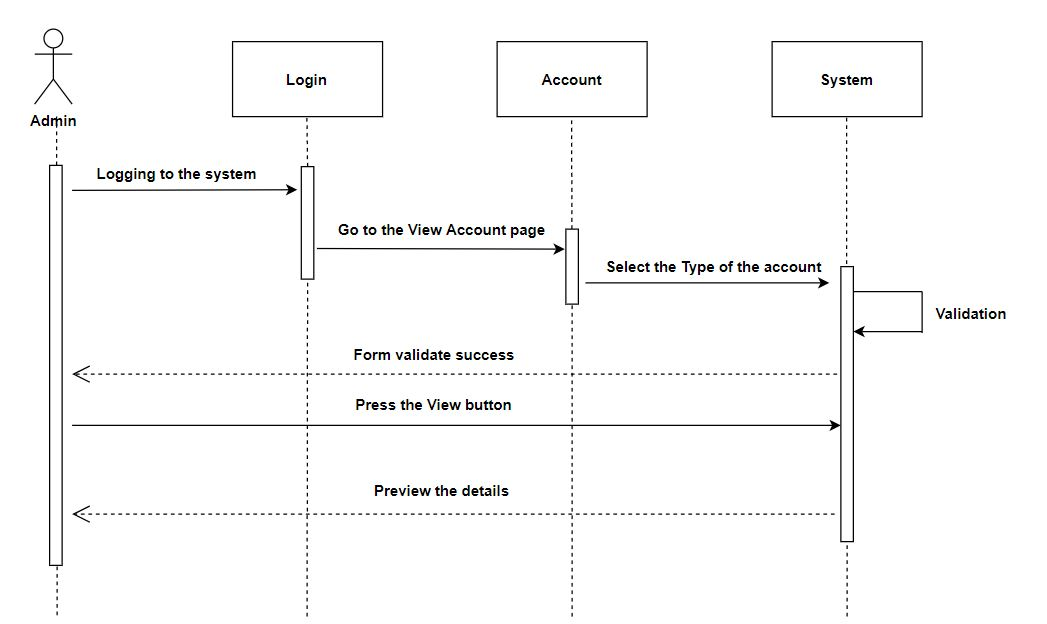 Admin
Login
Account
System
Logging to the system
Go to the View Account page
Select the Type of the account
Validation
Form validate success
Press the View button
Preview the details